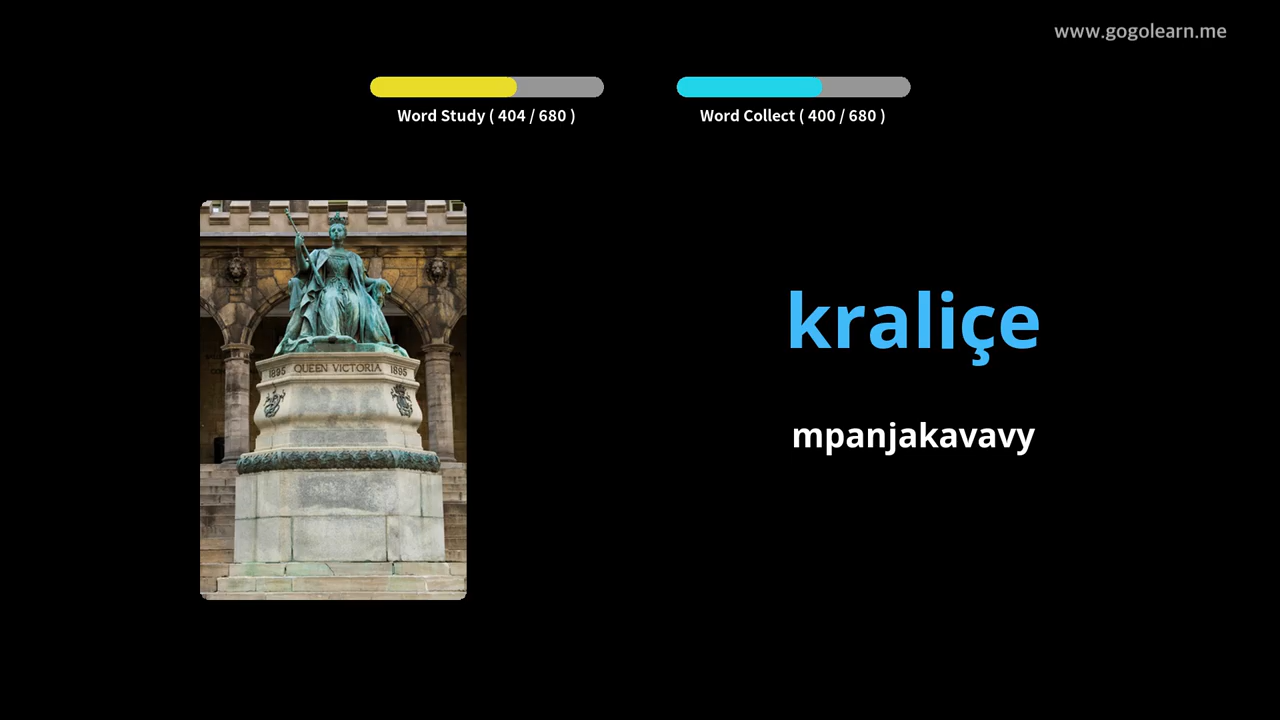 www.gogolearn.me
Word Study ( 404 / 680 )
Word Collect ( 400 / 680 )
1895 QUEEN VICTORIA 1895
kraliçe
mpanjakavavy